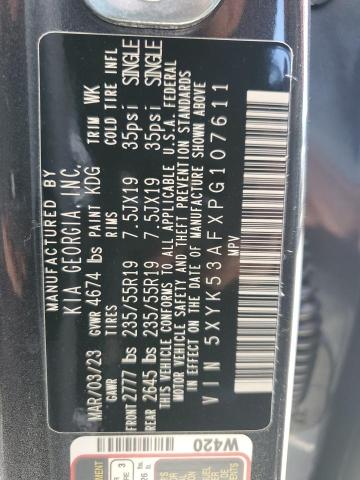 MANUFACTURED BY
KIA GEORGIA INC.
MAR/03/23 GVWR 4674 lbs PAINT KDG TRIM WK
GAWR TIRES RIMS COLD TIRE INFL
FRONT 2777 lbs 235/55R19 7.5JX19 35psi SINGLE
REAR 2645 lbs 235/55R19 7.5JX19 35psi SINGLE
THIS VEHICLE CONFORMS TO ALL APPLICABLE U.S.A. FEDERAL
MOTOR VEHICLE SAFETY AND THEFT PREVENTION STANDARDS
IN EFFECT ON THE DATE OF MANUFACTURE SHOWN ABOVE
VIN 5XYK53AFXPG107611
MPV
W420